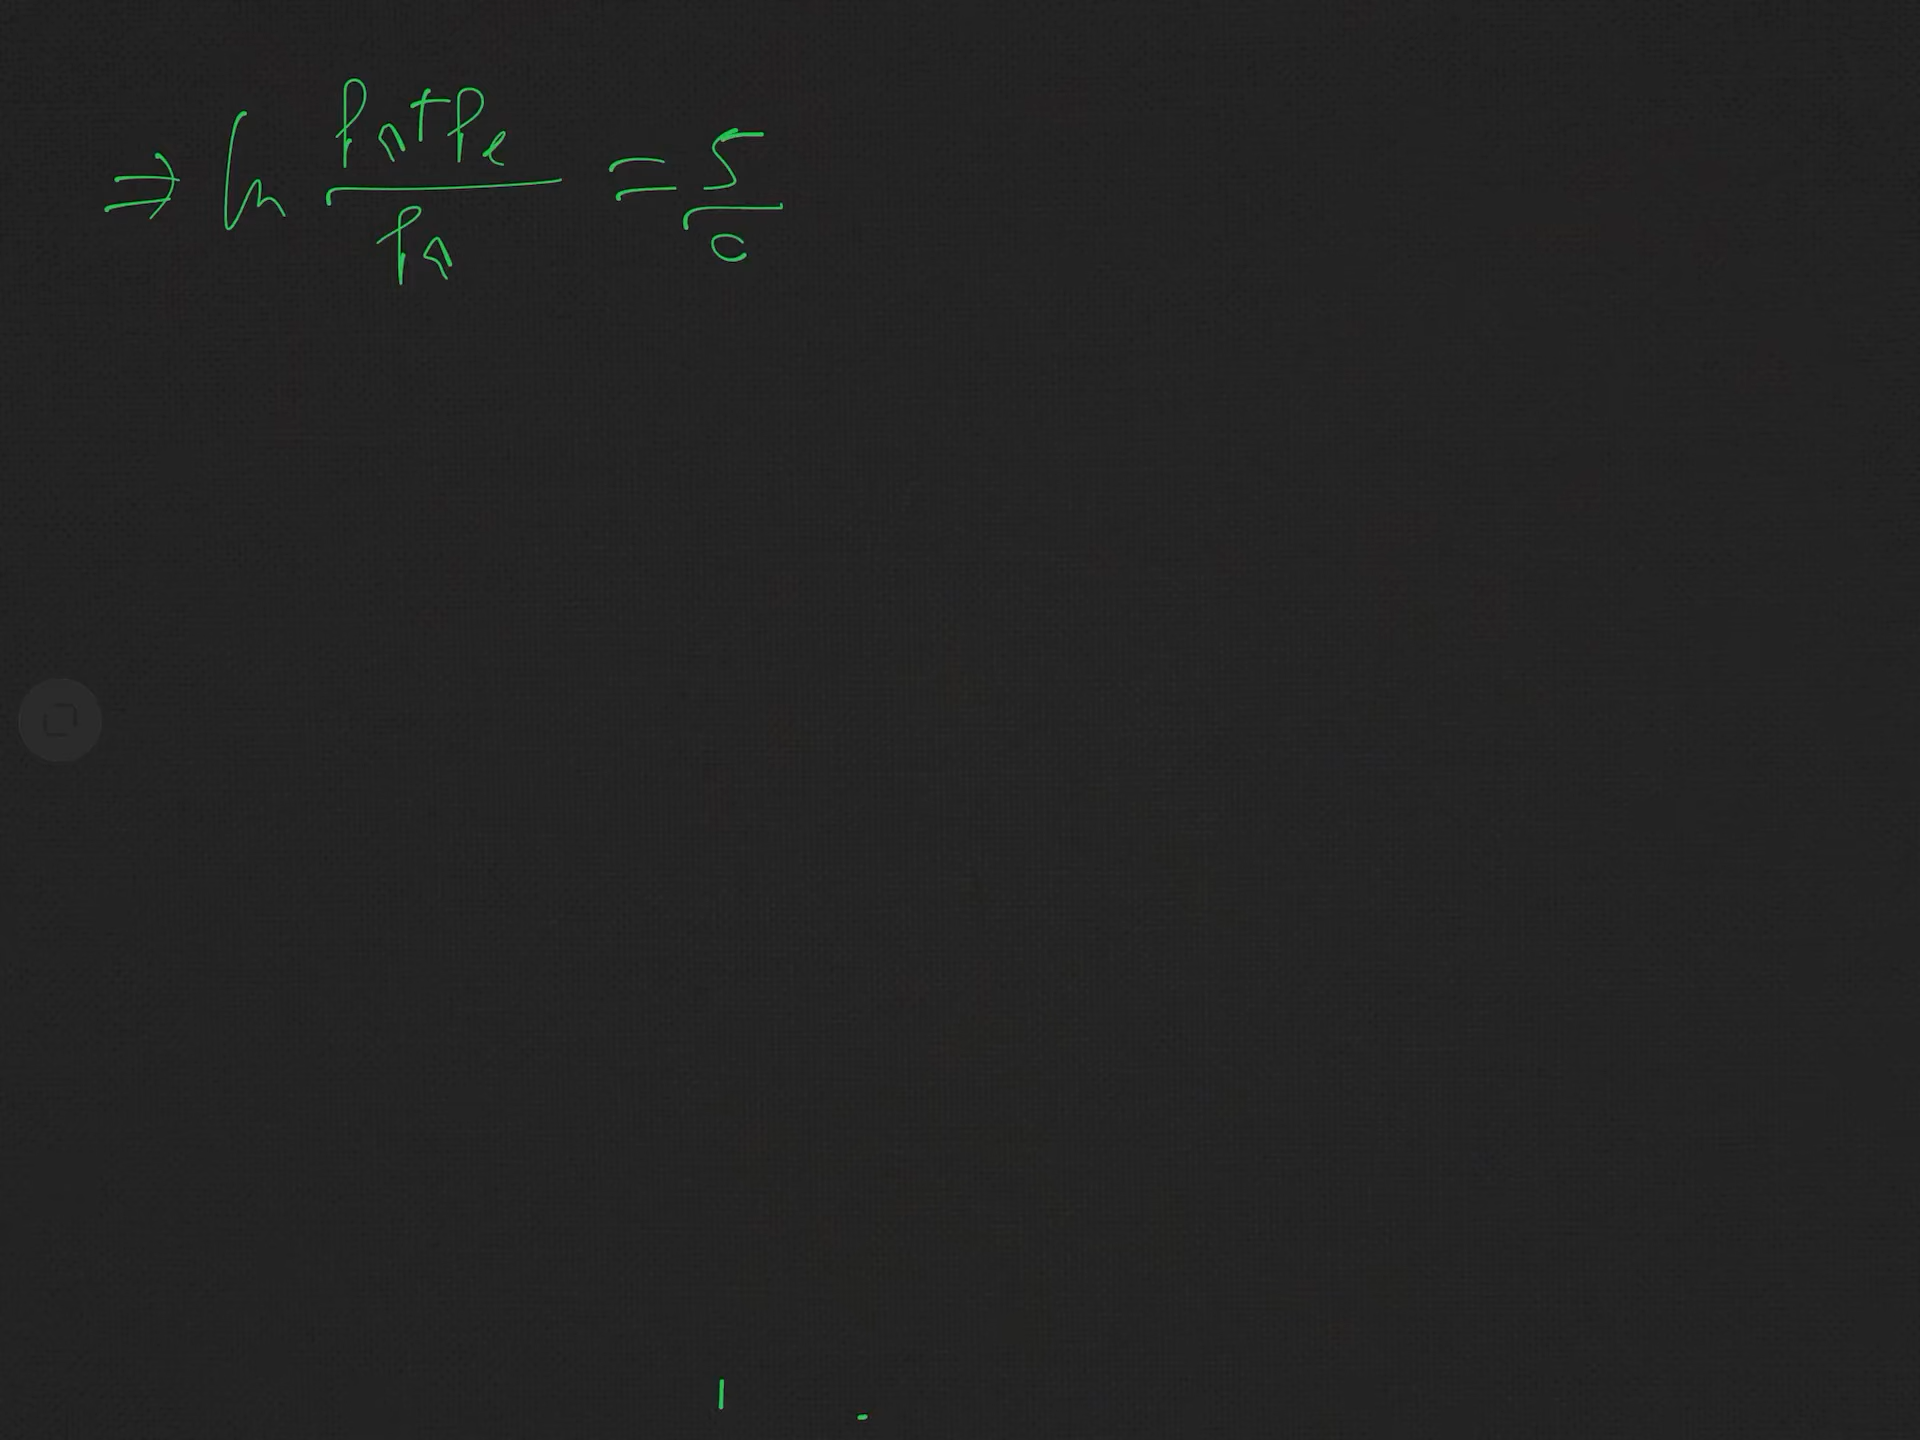 ⇒ ln (Pn + Pe) / Pn = 5 / c